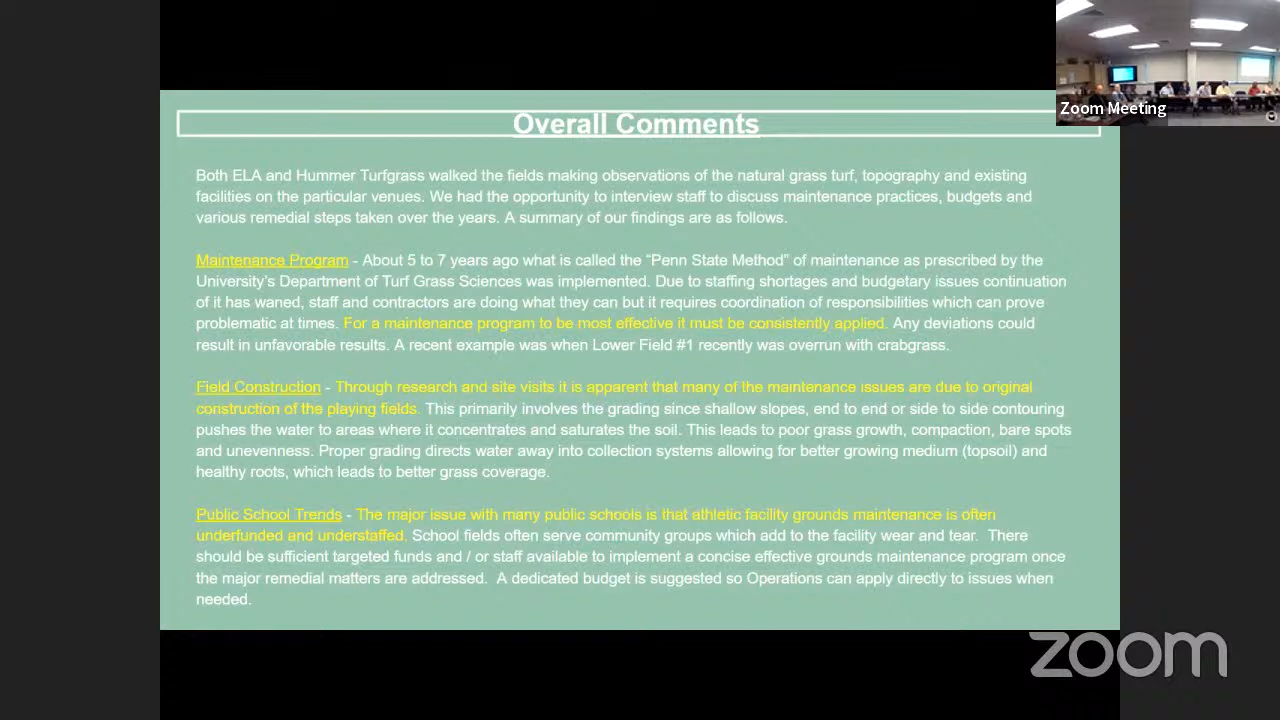 Zoom Meeting
Overall Comments
Both ELA and Hummer Turfgrass walked the fields making observations of the natural grass turf, topography and existing
facilities on the particular venues. We had the opportunity to interview staff to discuss maintenance practices, budgets and
various remedial steps taken over the years. A summary of our findings are as follows.
Maintenance Program - About 5 to 7 years ago what is called the “Penn State Method” of maintenance as prescribed by the
University’s Department of Turf Grass Sciences was implemented. Due to staffing shortages and budgetary issues continuation
of it has waned, staff and contractors are doing what they can but it requires coordination of responsibilities which can prove
problematic at times. For a maintenance program to be most effective it must be consistently applied. Any deviations could
result in unfavorable results. A recent example was when Lower Field #1 recently was overrun with crabgrass.
Field Construction - Through research and site visits it is apparent that many of the maintenance issues are due to original
construction of the playing fields. This primarily involves the grading since shallow slopes, end to end or side to side contouring
pushes the water to areas where it concentrates and saturates the soil. This leads to poor grass growth, compaction, bare spots
and unevenness. Proper grading directs water away into collection systems allowing for better growing medium (topsoil) and
healthy roots, which leads to better grass coverage.
Public School Trends - The major issue with many public schools is that athletic facility grounds maintenance is often
underfunded and understaffed. School fields often serve community groups which add to the facility wear and tear. There
should be sufficient targeted funds and / or staff available to implement a concise effective grounds maintenance program once
the major remedial matters are addressed. A dedicated budget is suggested so Operations can apply directly to issues when
needed.
zoom